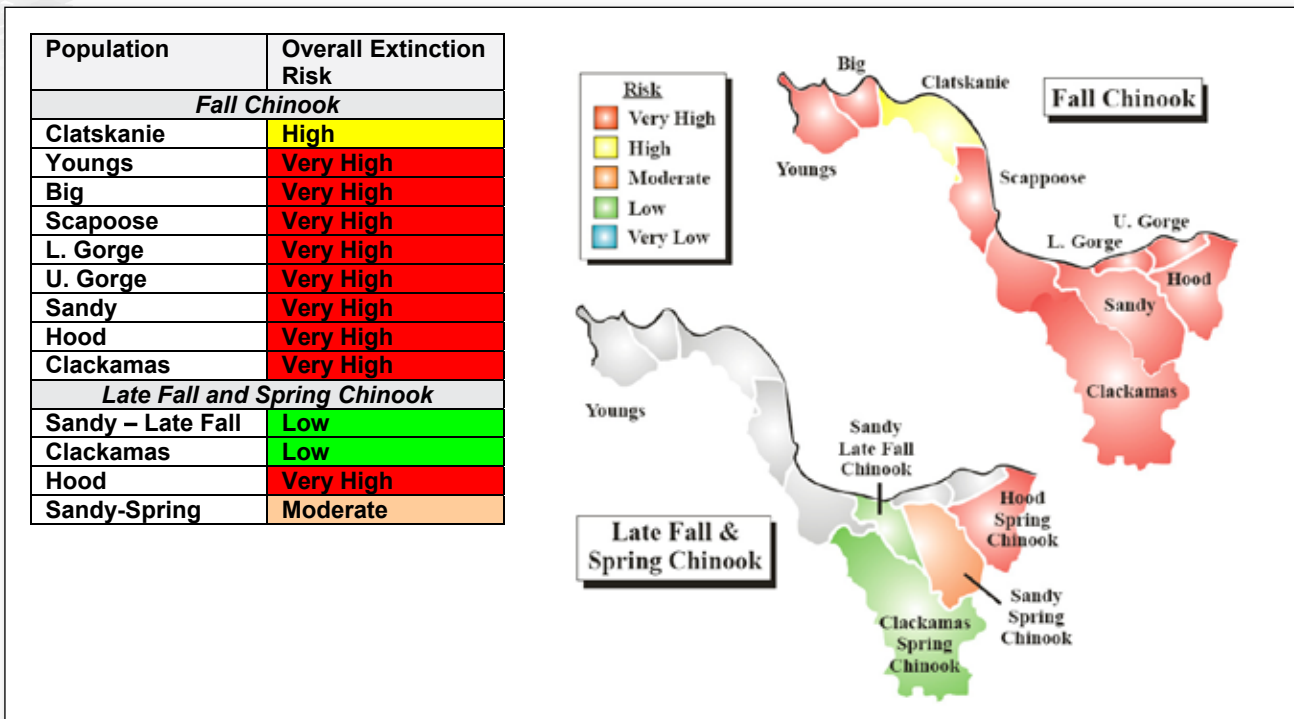 Population Overall Extinction
Risk
Fall Chinook
Clatskanie High
Youngs Very High
Big Very High
Scapoose Very High
L. Gorge Very High
U. Gorge Very High
Sandy Very High
Hood Very High
Clackamas Very High
Late Fall and Spring Chinook
Sandy – Late Fall Low
Clackamas Low
Hood Very High
Sandy-Spring Moderate
Risk
Very High
High
Moderate
Low
Very Low
Fall Chinook
Big
Clatskanie
Youngs
Scappoose
U. Gorge
L. Gorge
Hood
Sandy
Clackamas
Late Fall &
Spring Chinook
Youngs
Sandy
Late Fall
Chinook
Hood
Spring
Chinook
Sandy
Spring
Chinook
Clackamas
Spring
Chinook